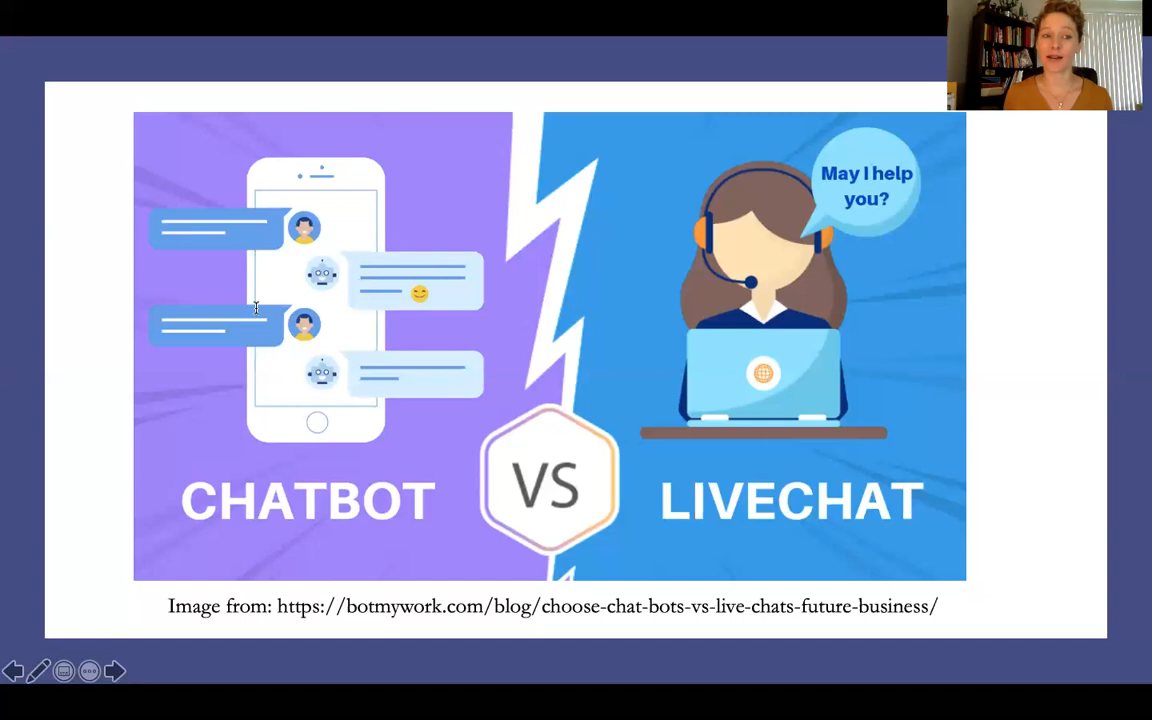 May I help
you?
CHATBOT
VS
LIVECHAT
Image from: https://botmywork.com/blog/choose-chat-bots-vs-live-chats-future-business/